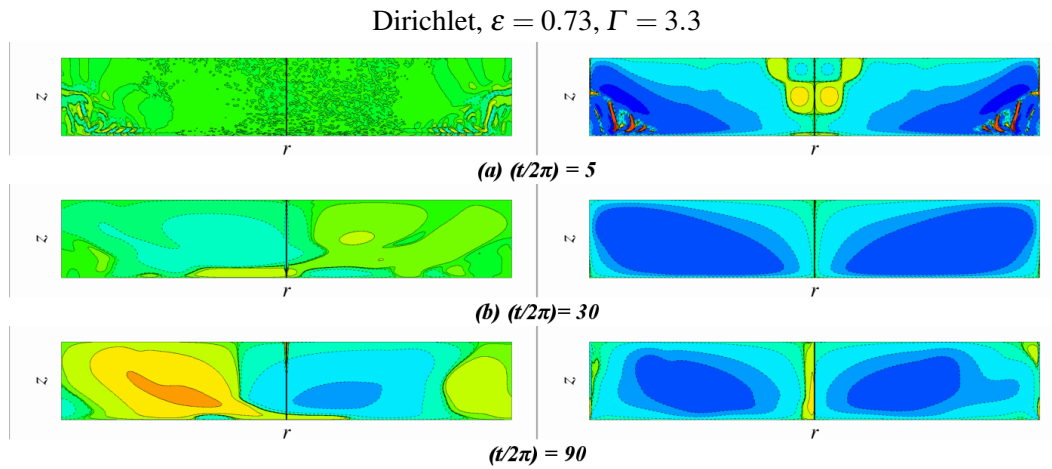 Dirichlet, ε = 0.73, Γ = 3.3
z z
r r
(a) (t/2π) = 5
z z
r r
(b) (t/2π)= 30
z z
r r
(t/2π) = 90